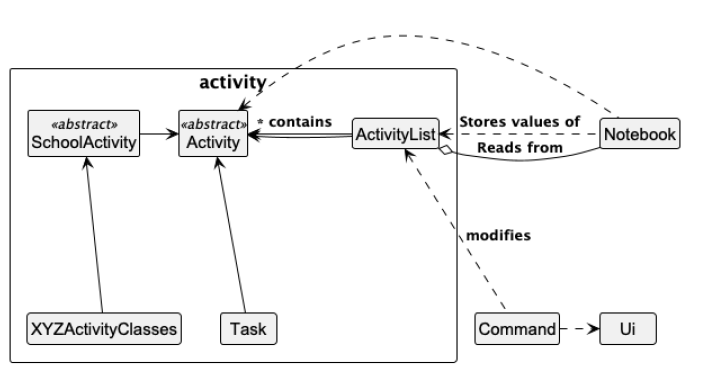 activity
«abstract»
SchoolActivity
«abstract»
Activity
* contains
ActivityList
Stores values of
Reads from
Notebook
modifies
XYZActivityClasses
Task
Command
Ui